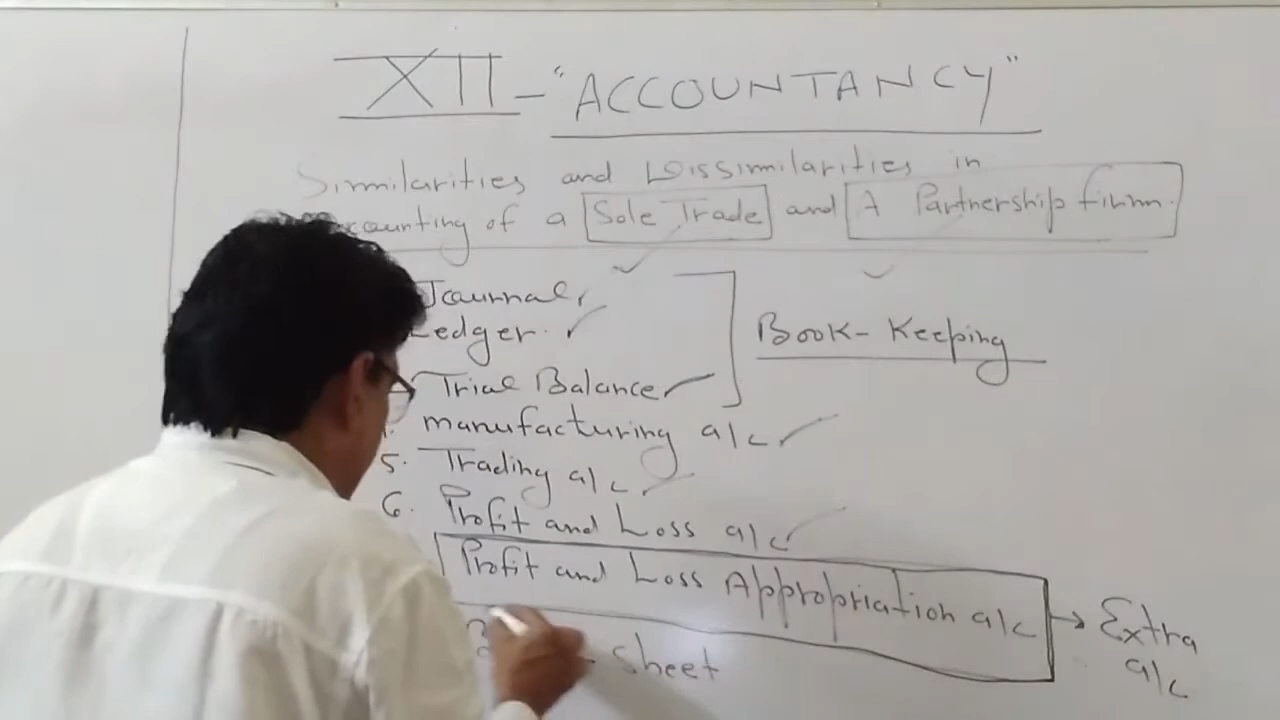 XII - "ACCOUNTANCY"
Similarities and Dissimilarities in
counting of a Sole Trade and A Partnership firm.
Journal
Ledger.
Trial Balance
Book-Keeping
manufacturing a/c
5. Trading a/c
6. Profit and Loss a/c
Profit and Loss Appropriation a/c → Extra
a/c
Sheet